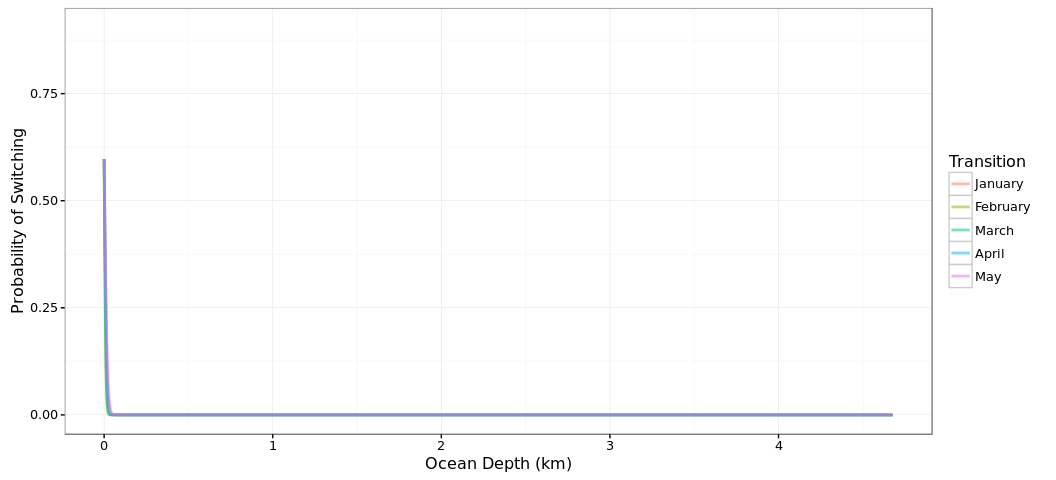 0.75
0.50
0.25
0.00
Probability of Switching
0 1 2 3 4
Ocean Depth (km)
Transition
January
February
March
April
May